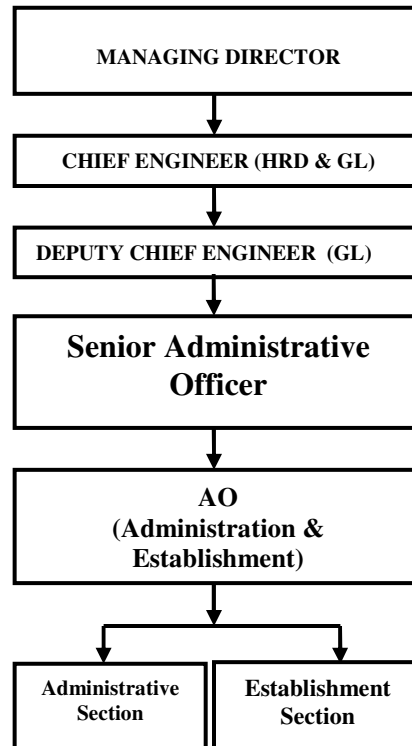 MANAGING DIRECTOR
CHIEF ENGINEER (HRD & GL)
DEPUTY CHIEF ENGINEER (GL)
Senior Administrative
Officer
AO
(Administration &
Establishment)
Administrative
Section
Establishment
Section